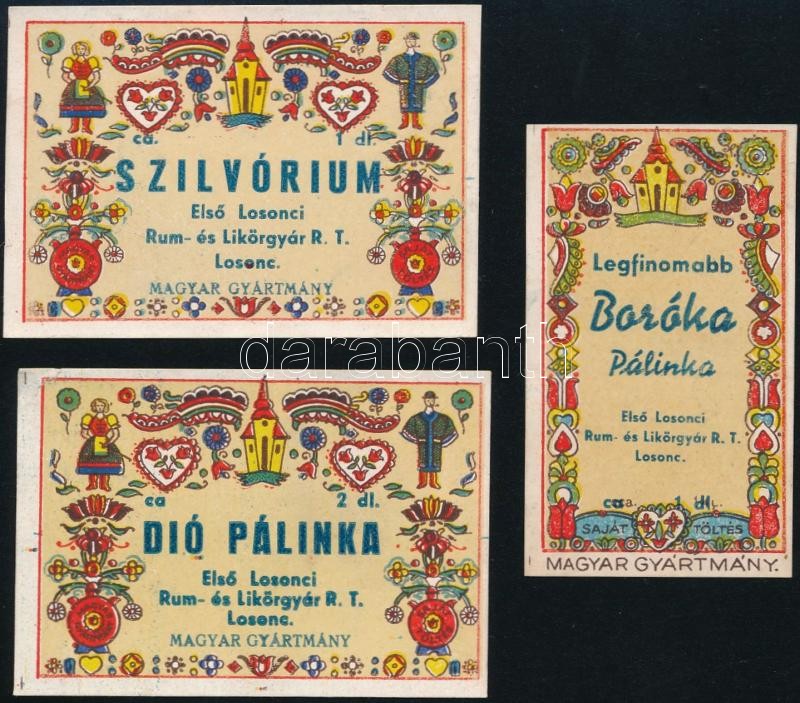 ca. 1 dl.
SZILVÓRIUM
Első Losonci
Rum- és Likörgyár R. T.
Losonc.
MAGYAR GYÁRTMÁNY
ca 2 dl.
DIÓ PÁLINKA
Első Losonci
Rum- és Likörgyár R. T.
Losonc.
MAGYAR GYÁRTMÁNY
Legfinomabb
Boróka
Pálinka
Első Losonci
Rum- és Likörgyár R. T.
Losonc.
1 dl.
SAJÁT TÖLTÉS
MAGYAR GYÁRTMÁNY.
darabanth